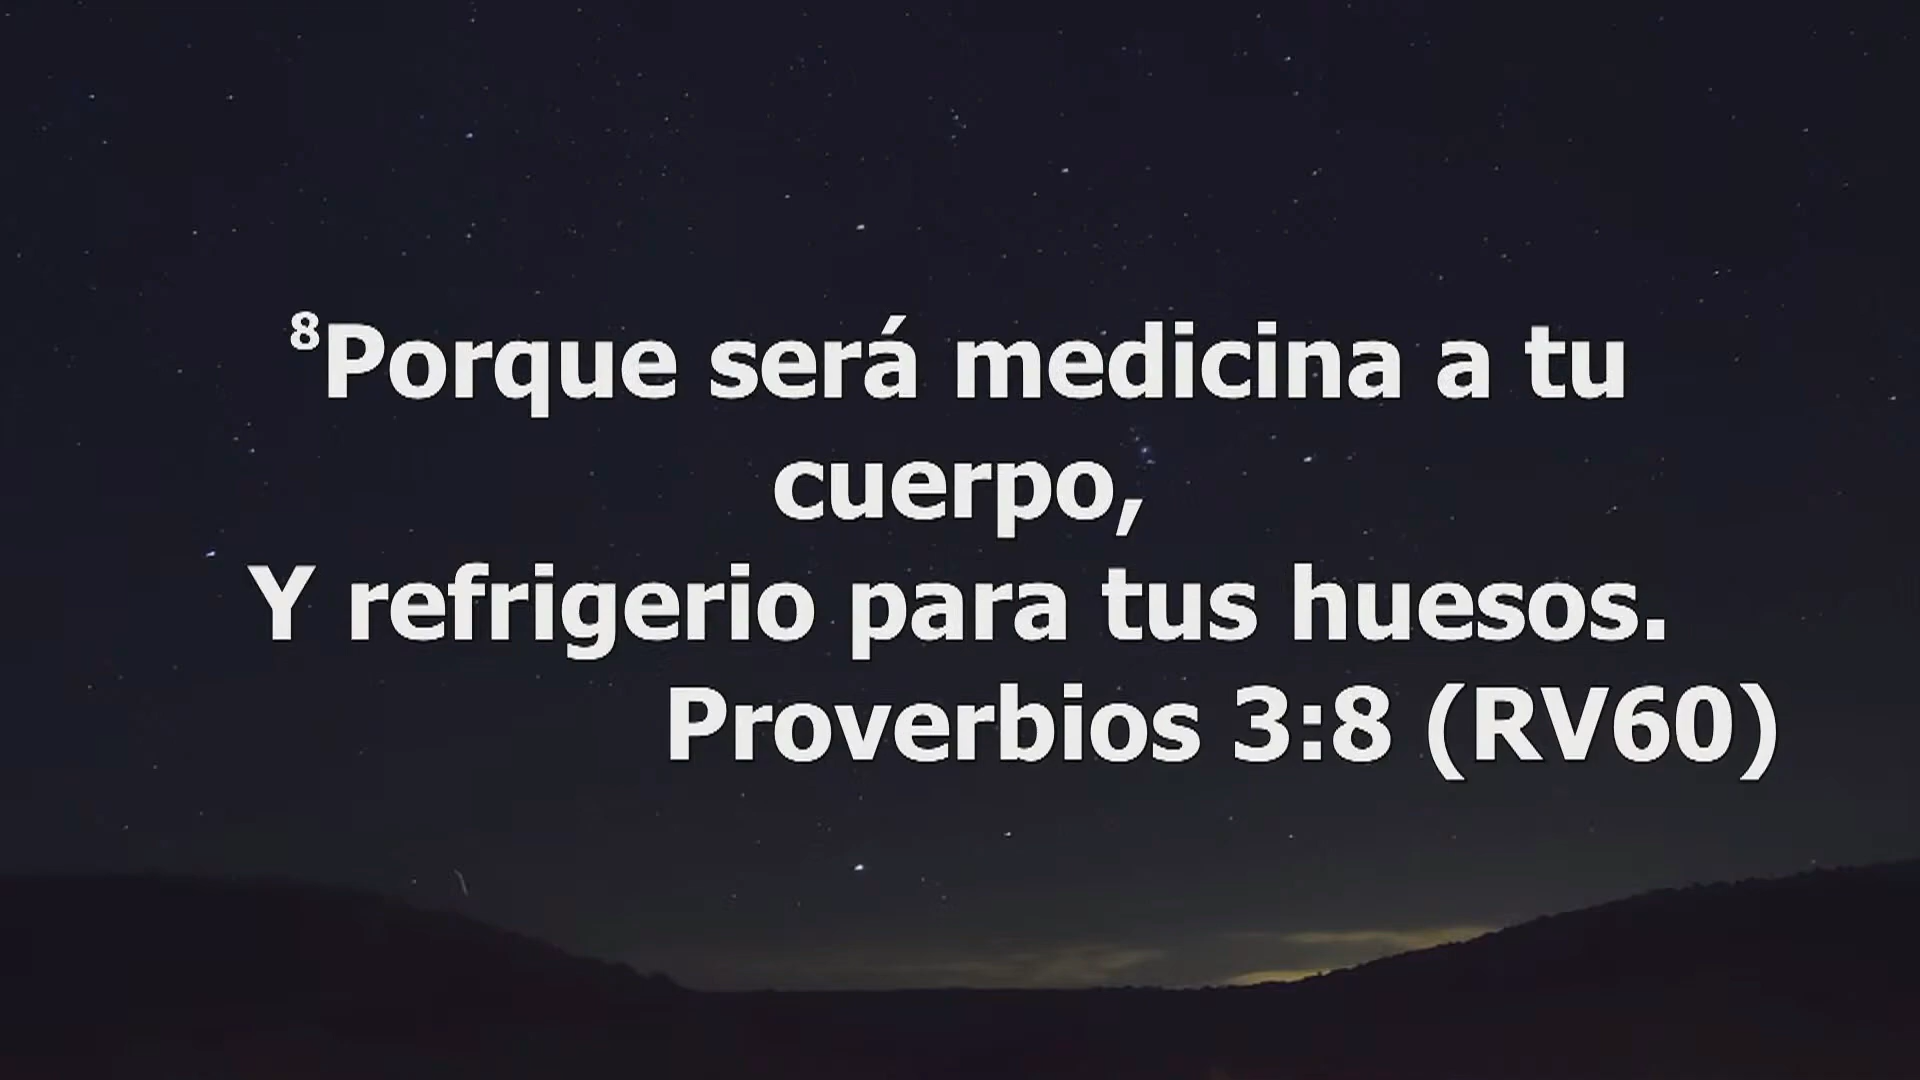 ⁸Porque será medicina a tu
cuerpo,
Y refrigerio para tus huesos.
Proverbios 3:8 (RV60)